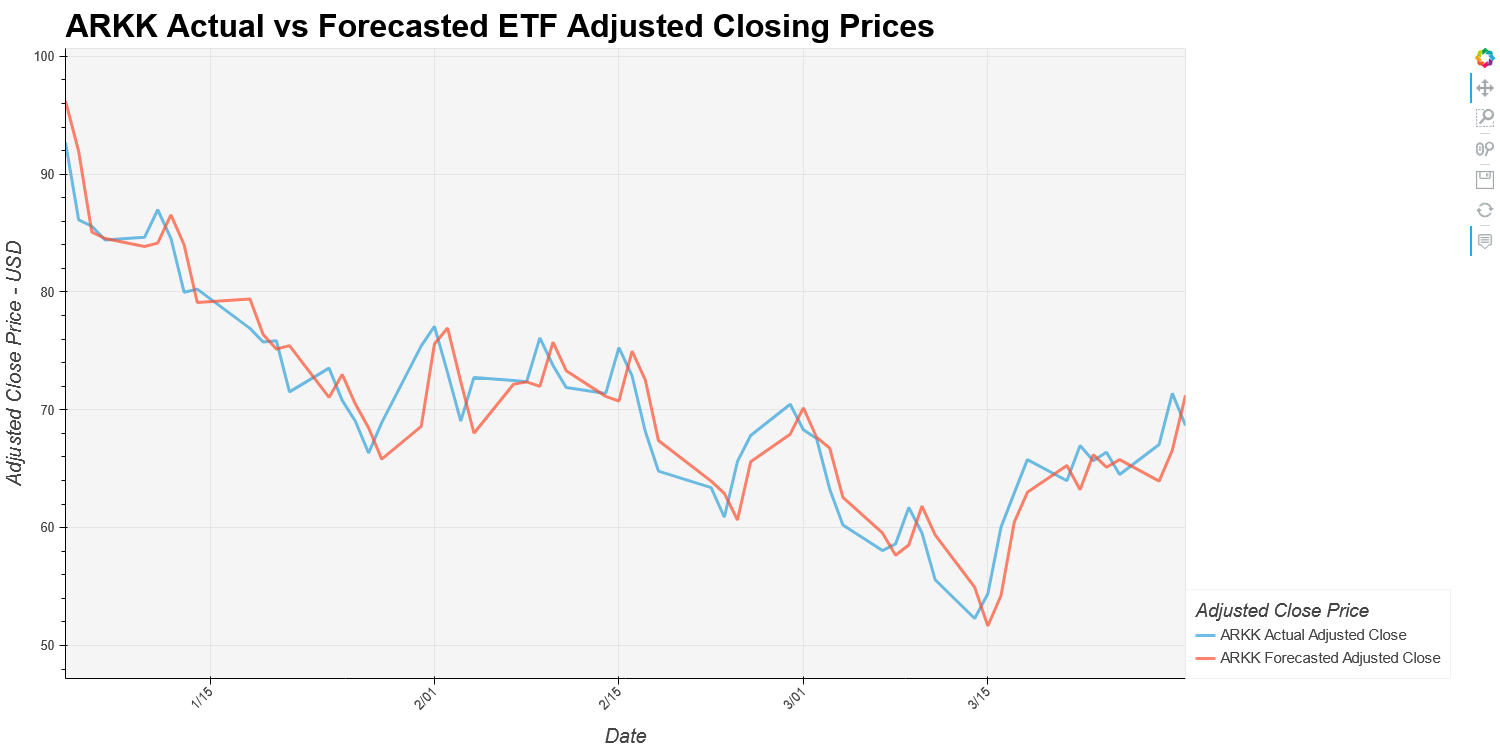 ARKK Actual vs Forecasted ETF Adjusted Closing Prices
Adjusted Close Price - USD
100
90
80
70
60
50
1/15
2/01
2/15
3/01
3/15
Date
Adjusted Close Price
ARKK Actual Adjusted Close
ARKK Forecasted Adjusted Close